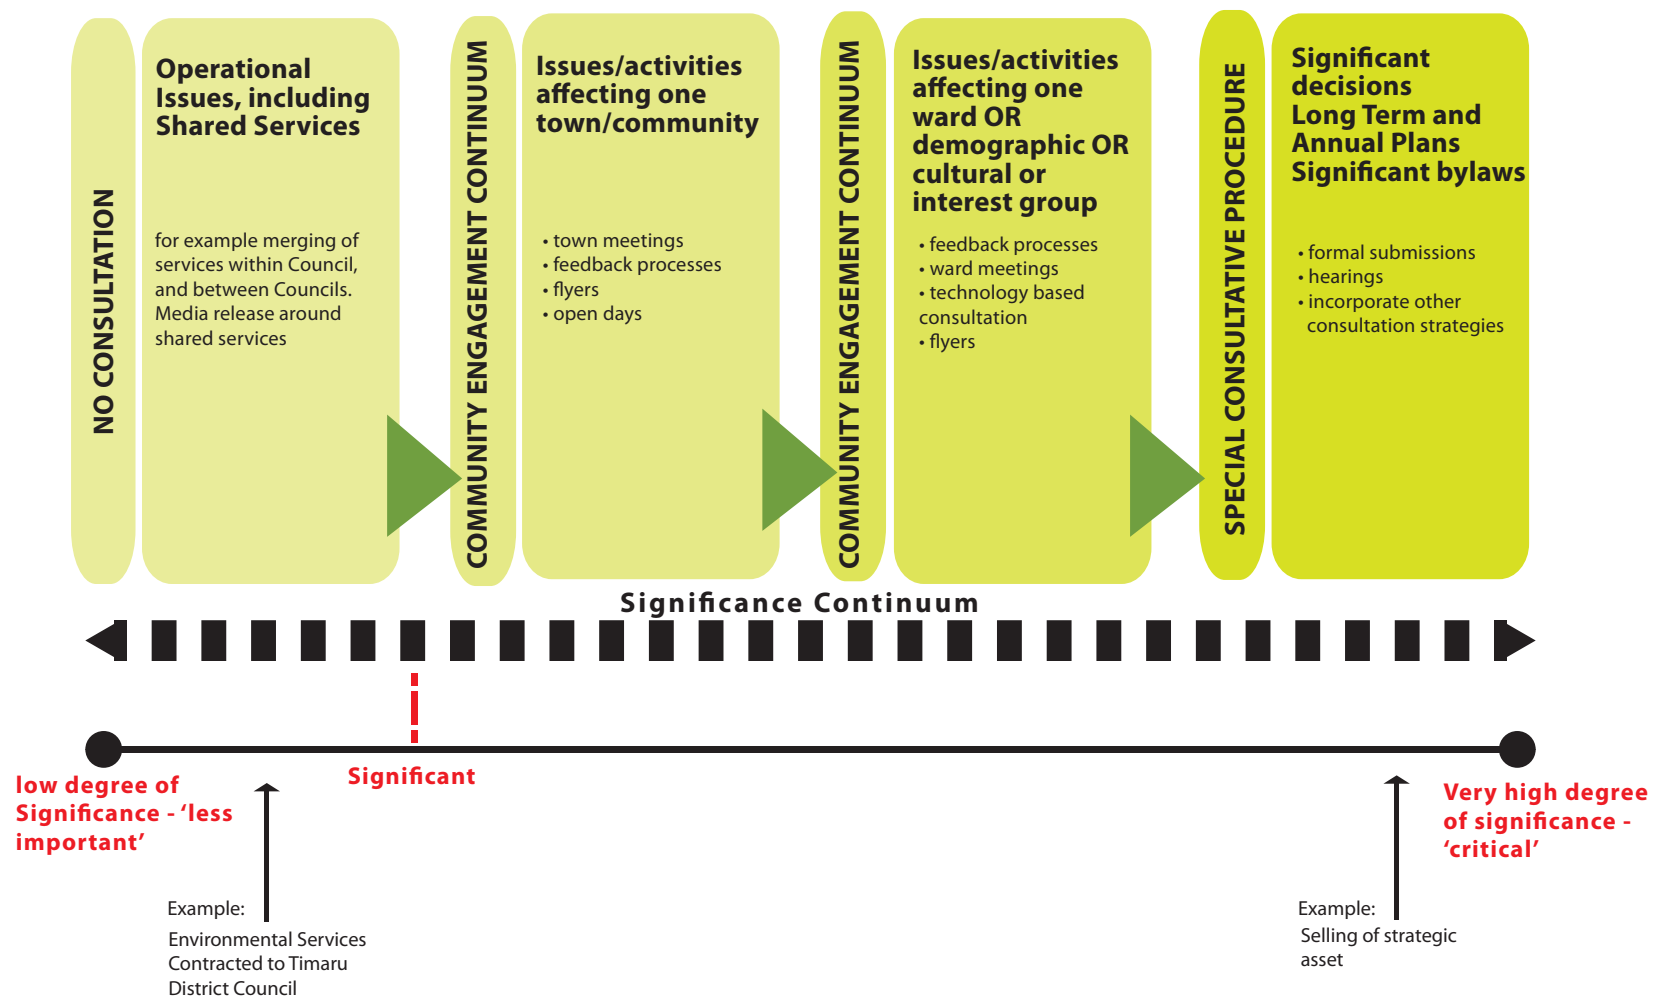 NO CONSULTATION
Operational
Issues, including
Shared Services
for example merging of
services within Council,
and between Councils.
Media release around
shared services
COMMUNITY ENGAGEMENT CONTINUUM
Issues/activities
affecting one
town/community
• town meetings
• feedback processes
• flyers
• open days
COMMUNITY ENGAGEMENT CONTINUUM
Issues/activities
affecting one
ward OR
demographic OR
cultural or
interest group
• feedback processes
• ward meetings
• technology based
consultation
• flyers
SPECIAL CONSULTATIVE PROCEDURE
Significant
decisions
Long Term and
Annual Plans
Significant bylaws
• formal submissions
• hearings
• incorporate other
consultation strategies
Significance Continuum
low degree of
Significance - ‘less
important’
Significant
Very high degree
of significance -
‘critical’
Example:
Environmental Services
Contracted to Timaru
District Council
Example:
Selling of strategic
asset